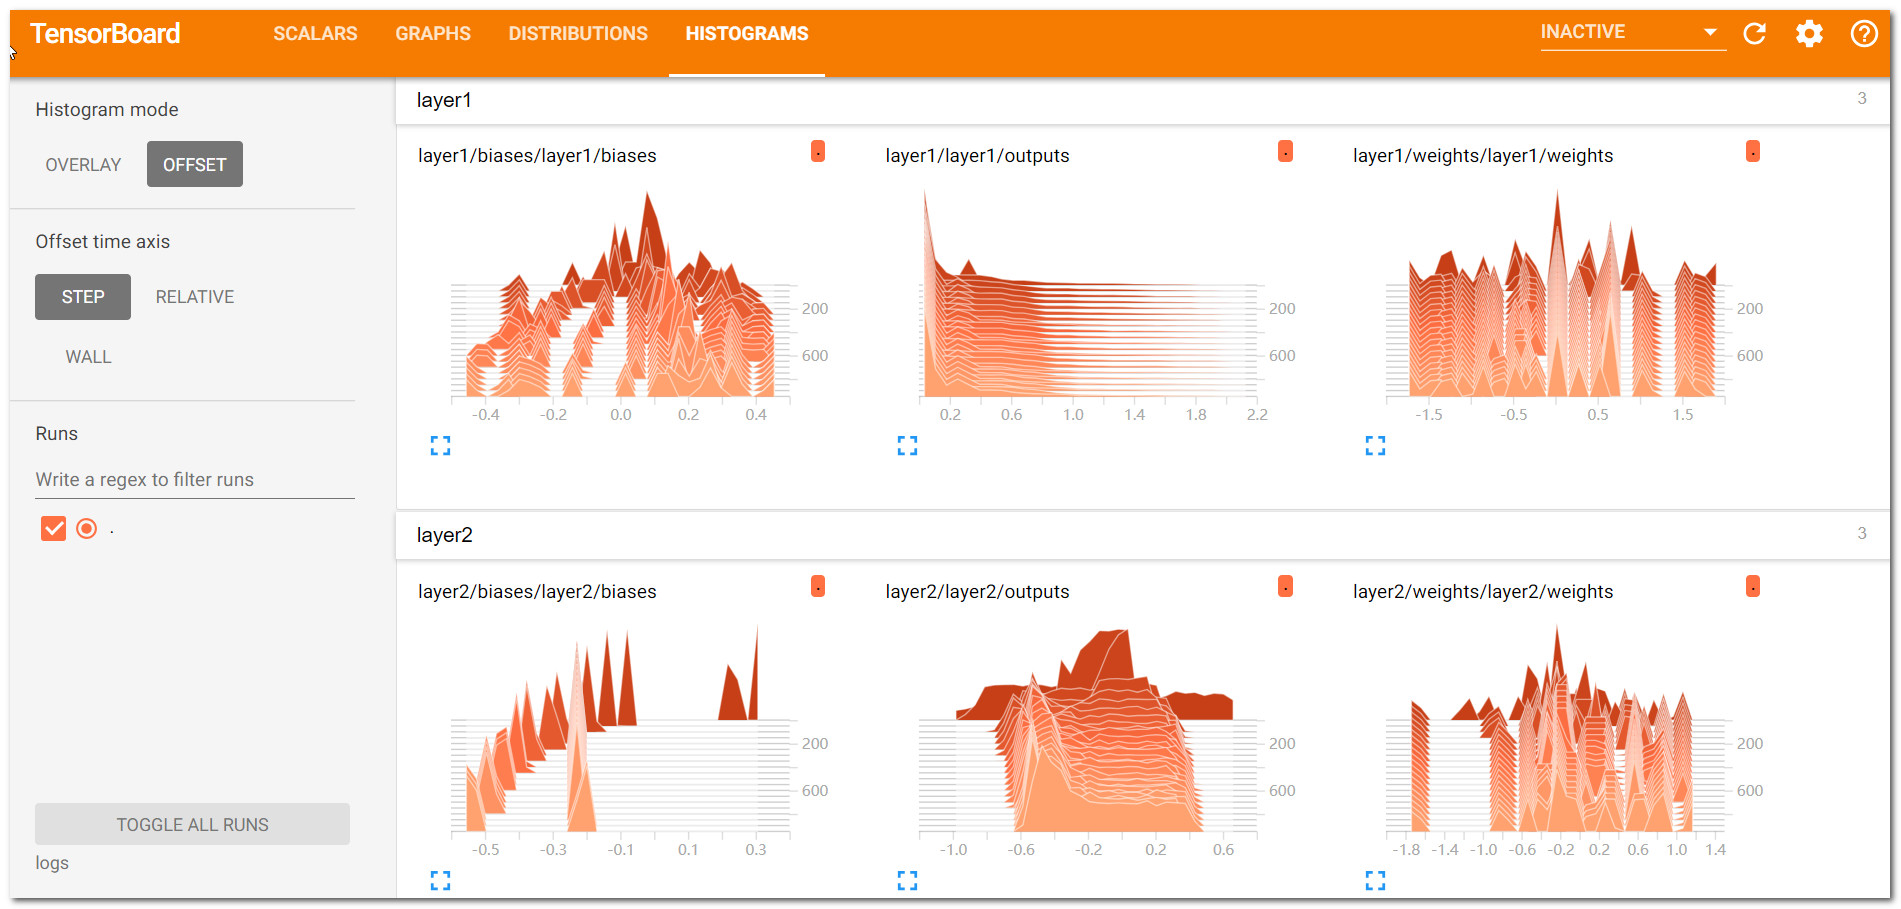 TensorBoard SCALARS GRAPHS DISTRIBUTIONS HISTOGRAMS INACTIVE
Histogram mode
OVERLAY OFFSET
Offset time axis
STEP RELATIVE
WALL
Runs
Write a regex to filter runs
.
TOGGLE ALL RUNS
logs
layer1 3
layer1/biases/layer1/biases .
200
600
-0.4 -0.2 0.0 0.2 0.4
layer1/layer1/outputs .
200
600
0.2 0.6 1.0 1.4 1.8 2.2
layer1/weights/layer1/weights .
200
600
-1.5 -0.5 0.5 1.5
layer2 3
layer2/biases/layer2/biases .
200
600
-0.5 -0.3 -0.1 0.1 0.3
layer2/layer2/outputs .
200
600
-1.0 -0.6 -0.2 0.2 0.6
layer2/weights/layer2/weights .
200
600
-1.8 -1.4 -1.0 -0.6 -0.2 0.2 0.6 1.0 1.4